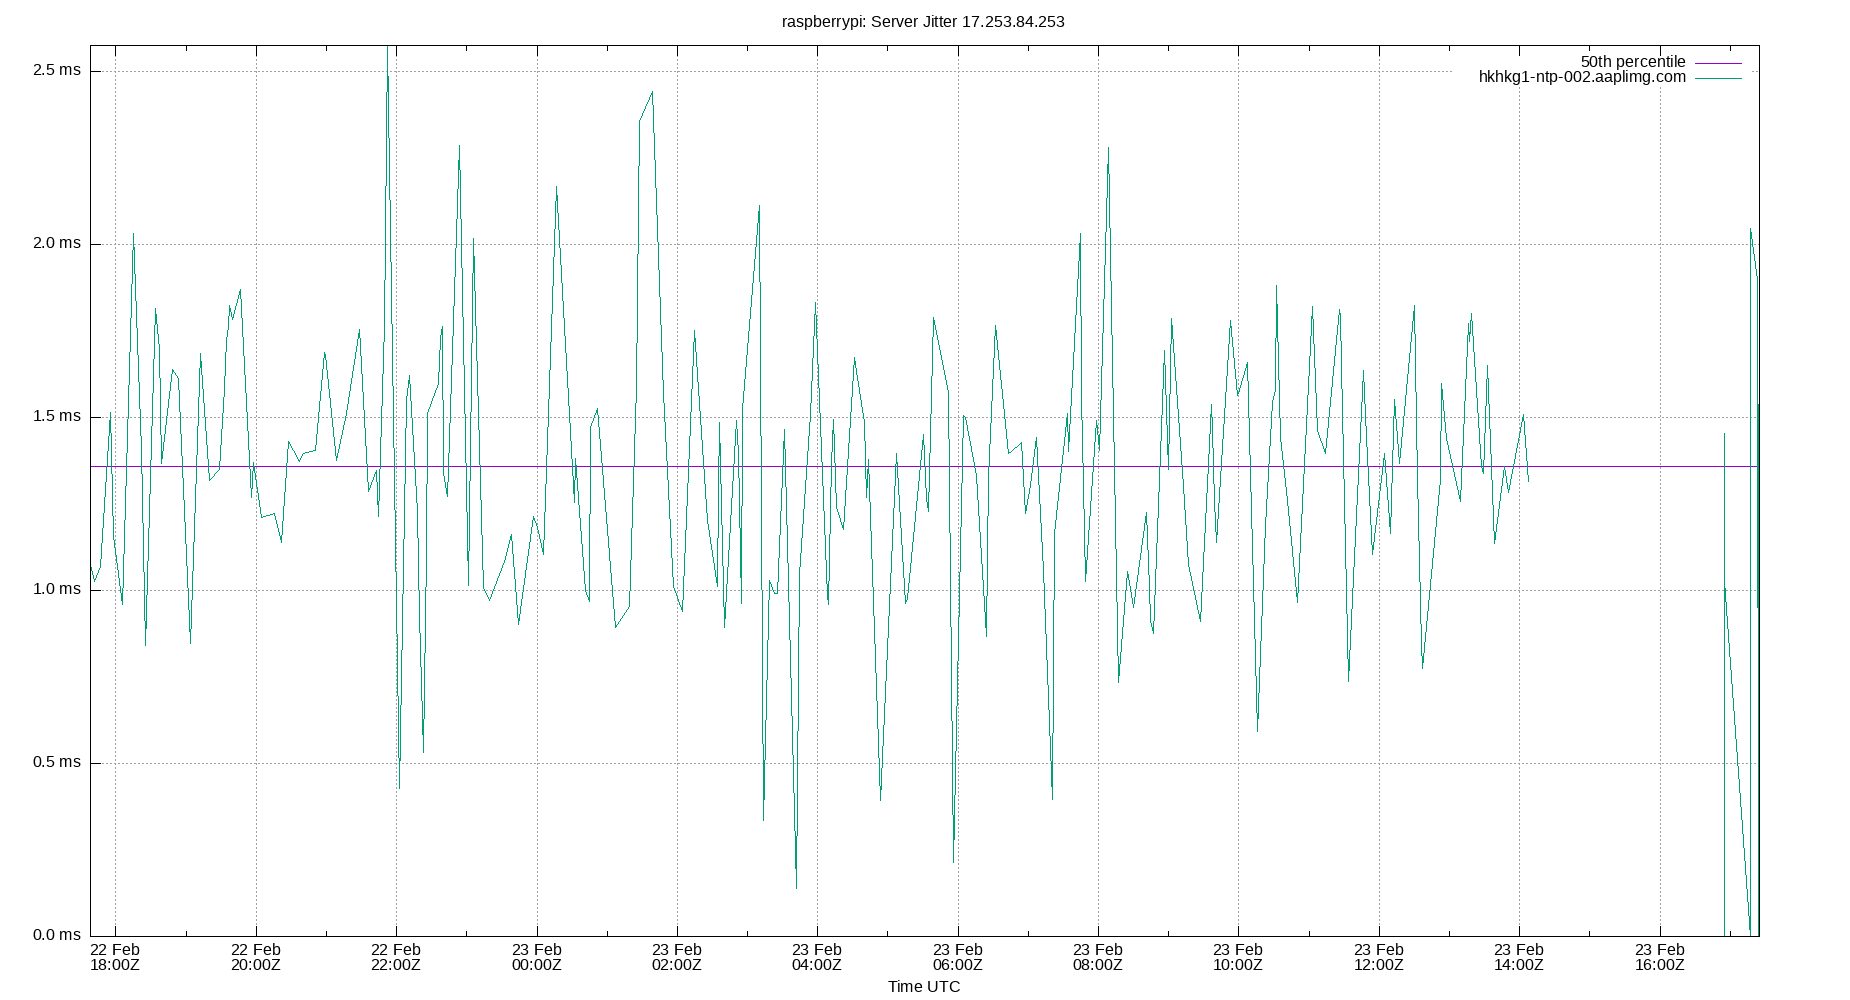 raspberrypi: Server Jitter 17.253.84.253
50th percentile
hkhkg1-ntp-002.aaplimg.com
2.5 ms
2.0 ms
1.5 ms
1.0 ms
0.5 ms
0.0 ms
22 Feb 22 Feb 22 Feb 23 Feb 23 Feb 23 Feb 23 Feb 23 Feb 23 Feb 23 Feb 23 Feb 23 Feb
18:00Z 20:00Z 22:00Z 00:00Z 02:00Z 04:00Z 06:00Z 08:00Z 10:00Z 12:00Z 14:00Z 16:00Z
Time UTC